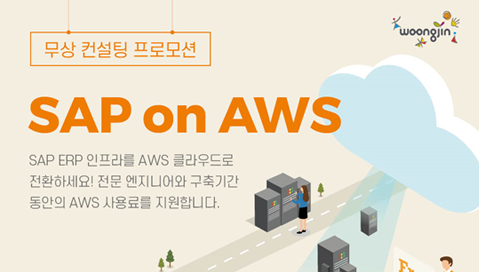 무상 컨설팅 프로모션
woongjin
SAP on AWS
SAP ERP 인프라를 AWS 클라우드로
전환하세요! 전문 엔지니어와 구축기간
동안의 AWS 사용료를 지원합니다.